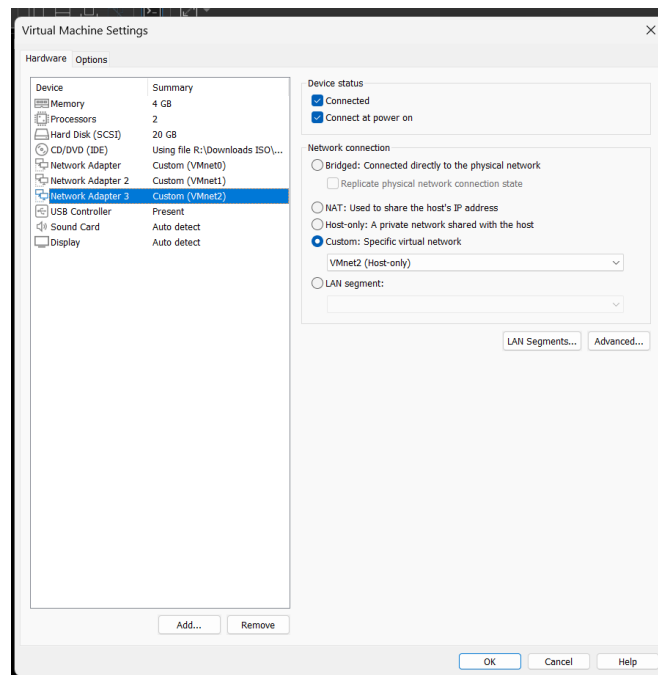 Virtual Machine Settings
Hardware Options
Device Summary
Memory 4 GB
Processors 2
Hard Disk (SCSI) 20 GB
CD/DVD (IDE) Using file R:\Downloads ISO\...
Network Adapter Custom (VMnet0)
Network Adapter 2 Custom (VMnet1)
Network Adapter 3 Custom (VMnet2)
USB Controller Present
Sound Card Auto detect
Display Auto detect
Add... Remove
Device status
Connected
Connect at power on
Network connection
Bridged: Connected directly to the physical network
Replicate physical network connection state
NAT: Used to share the host's IP address
Host-only: A private network shared with the host
Custom: Specific virtual network
VMnet2 (Host-only)
LAN segment:
LAN Segments... Advanced...
OK Cancel Help